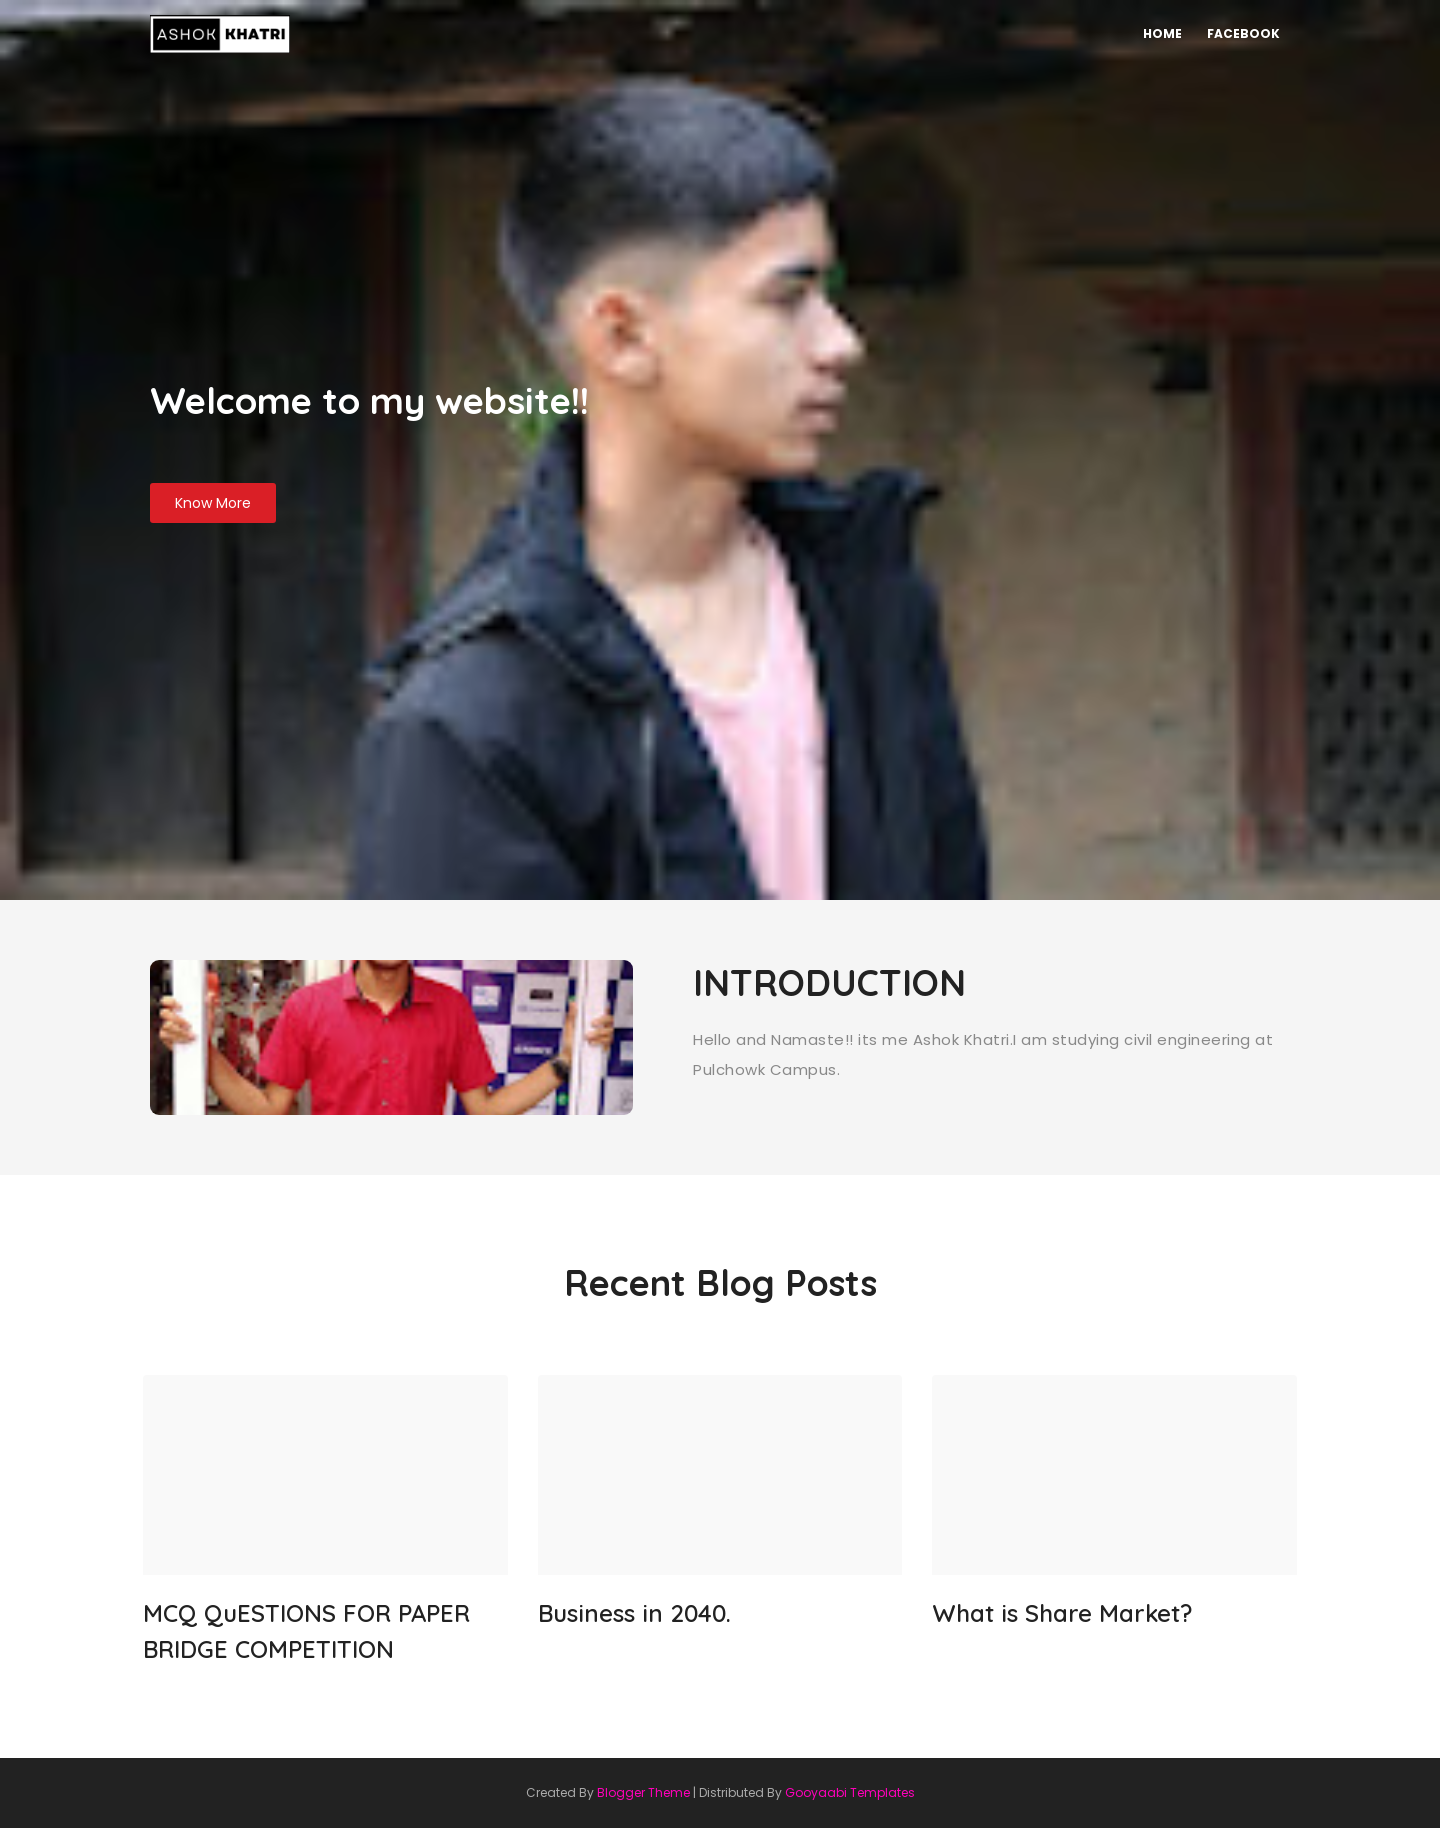 ASHOK KHATRI
HOME FACEBOOK
Welcome to my website!!
Know More
INTRODUCTION
Hello and Namaste!! its me Ashok Khatri.I am studying civil engineering at
Pulchowk Campus.
Recent Blog Posts
MCQ QuESTIONS FOR PAPER
BRIDGE COMPETITION
Business in 2040.
What is Share Market?
Created By Blogger Theme | Distributed By Gooyaabi Templates